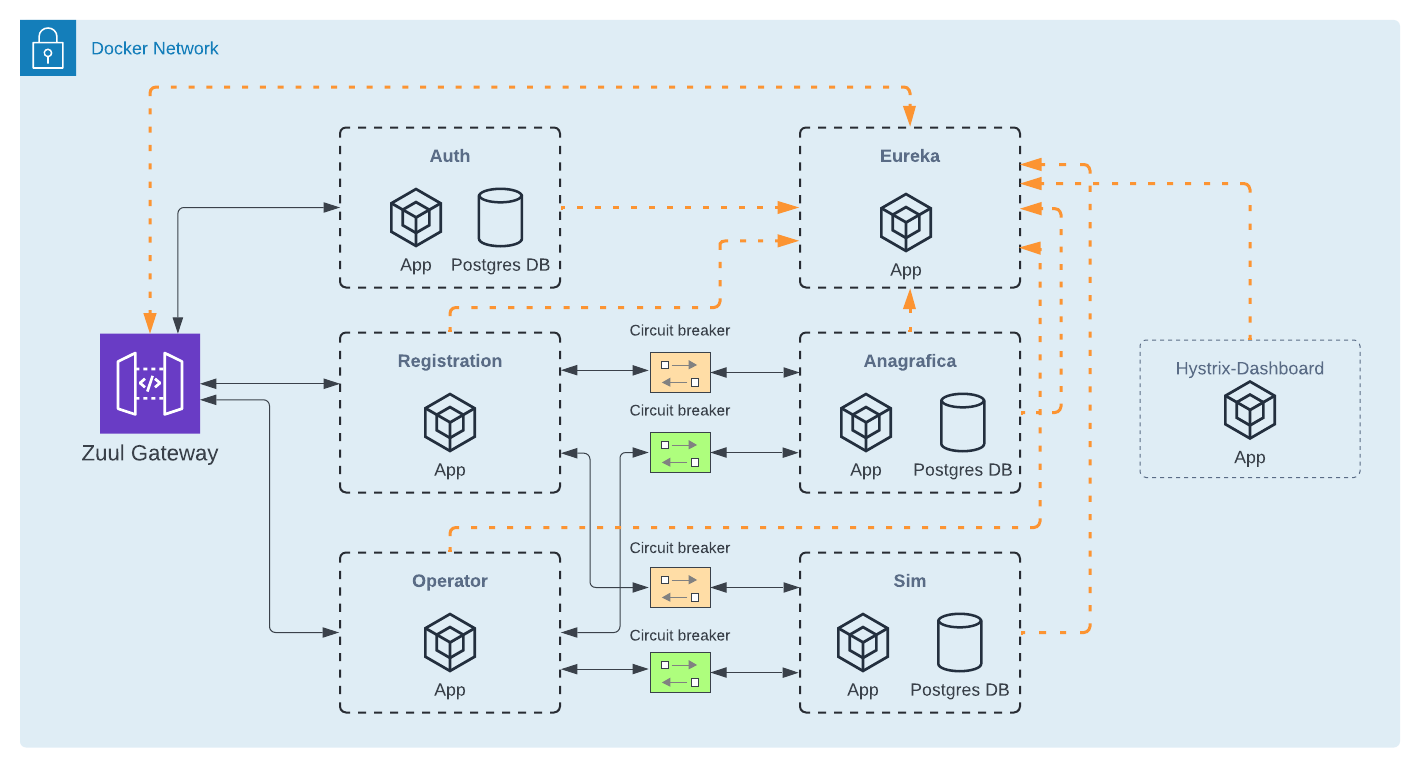 Docker Network
Auth
App
Postgres DB
Eureka
App
Zuul Gateway
Registration
App
Circuit breaker
Circuit breaker
Anagrafica
App
Postgres DB
Hystrix-Dashboard
App
Operator
App
Circuit breaker
Circuit breaker
Sim
App
Postgres DB